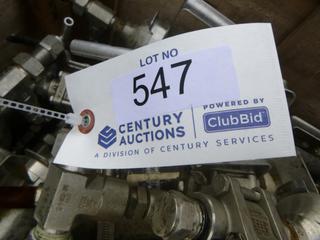 LOT NO
547
CENTURY
AUCTIONS
POWERED BY
ClubBid
A DIVISION OF CENTURY SERVICES